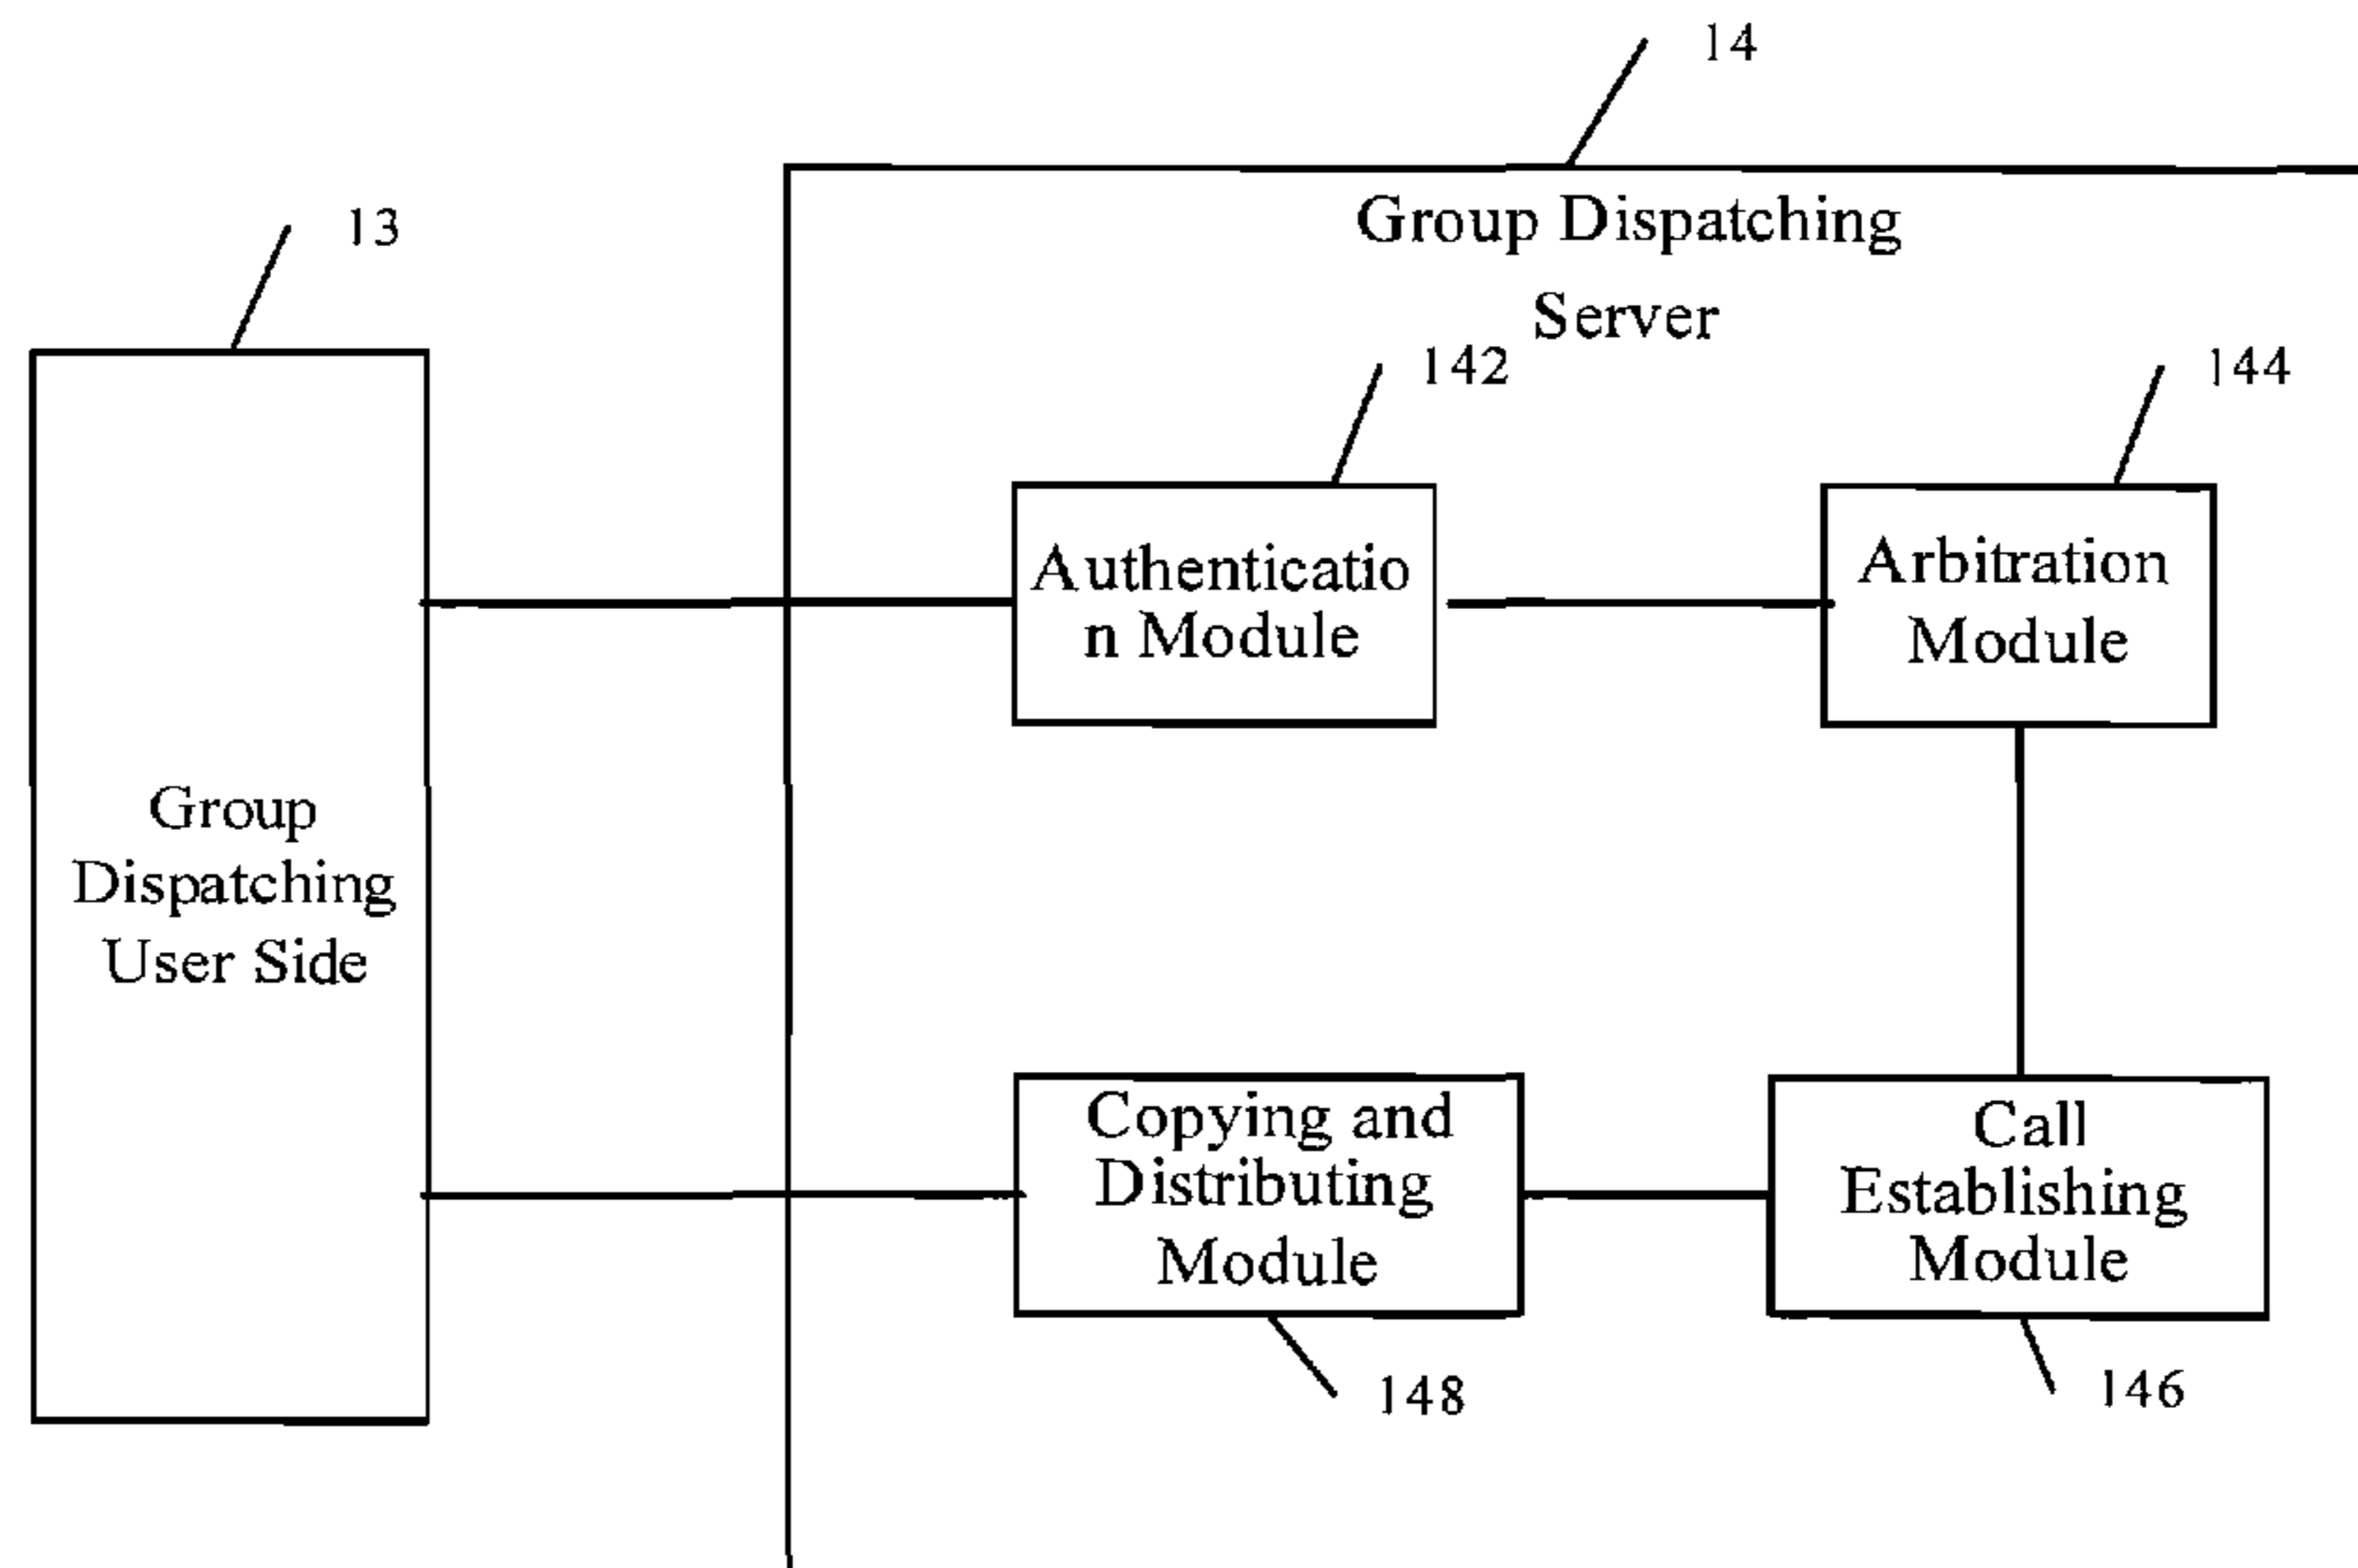 14
Group Dispatching
Server
13
142
144
Authenticatio
n Module
Arbitration
Module
Group
Dispatching
User Side
Copying and
Distributing
Module
Call
Establishing
Module
148
146